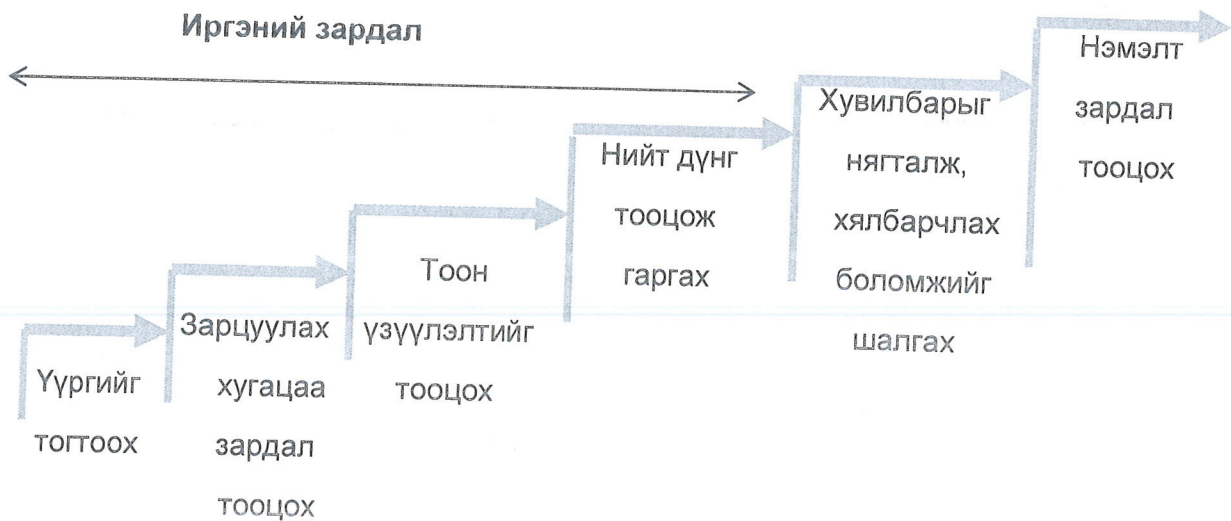 Иргэний зардал
Үүргийг
тогтоох
Зарцуулах
хугацаа
зардал
тооцох
Тоон
үзүүлэлтийг
тооцох
Нийт дүнг
тооцож
гаргах
Хувилбарыг
нягталж,
хялбарчлах
боломжийг
шалгах
Нэмэлт
зардал
тооцох